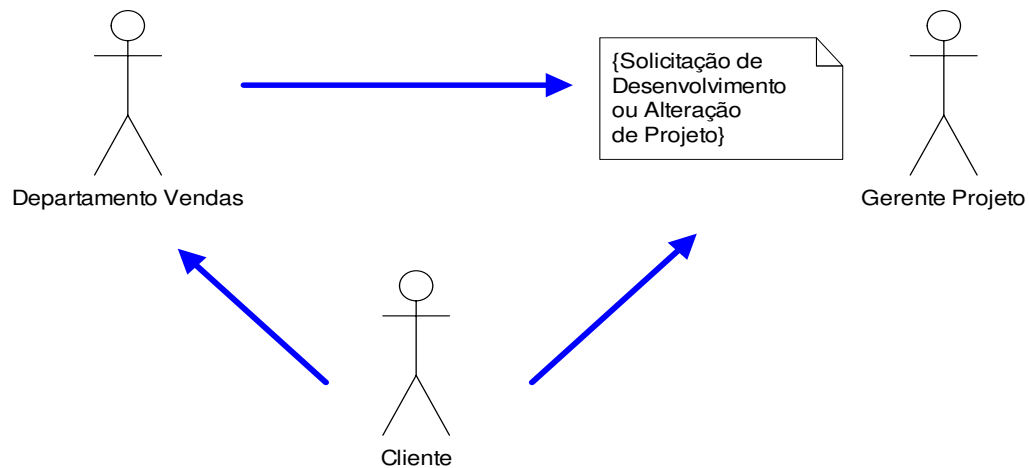 {Solicitação de
Desenvolvimento
ou Alteração
de Projeto}
Departamento Vendas
Gerente Projeto
Cliente